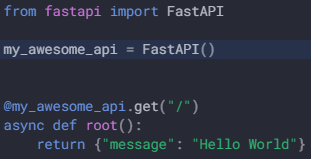 from fastapi import FastAPI
my_awesome_api = FastAPI()
@my_awesome_api.get("/")
async def root():
    return {"message": "Hello World"}